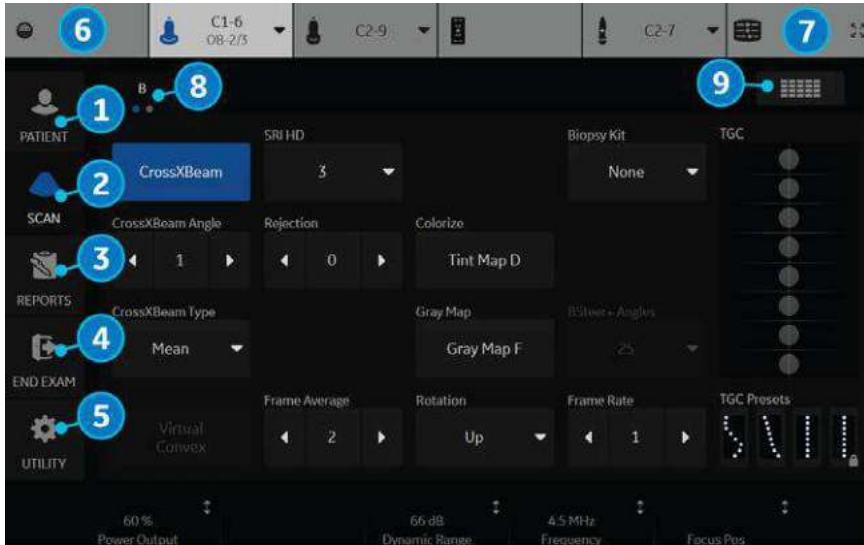 6
C1-6
OB-2/3
C2-9
C2-7
7
1
PATIENT
B
8
9
2
SCAN
CrossXBeam
SRI HD
3
Biopsy Kit
None
TGC
3
REPORTS
CrossXBeam Angle
1
Rejection
0
Colorize
Tint Map D
4
END EXAM
CrossXBeam Type
Mean
Gray Map
Gray Map F
BSteer+ Angles
25
5
UTILITY
Virtual
Convex
Frame Average
2
Rotation
Up
Frame Rate
1
TGC Presets
60 %
Power Output
66 dB
Dynamic Range
4.5 MHz
Frequency
Focus Pos